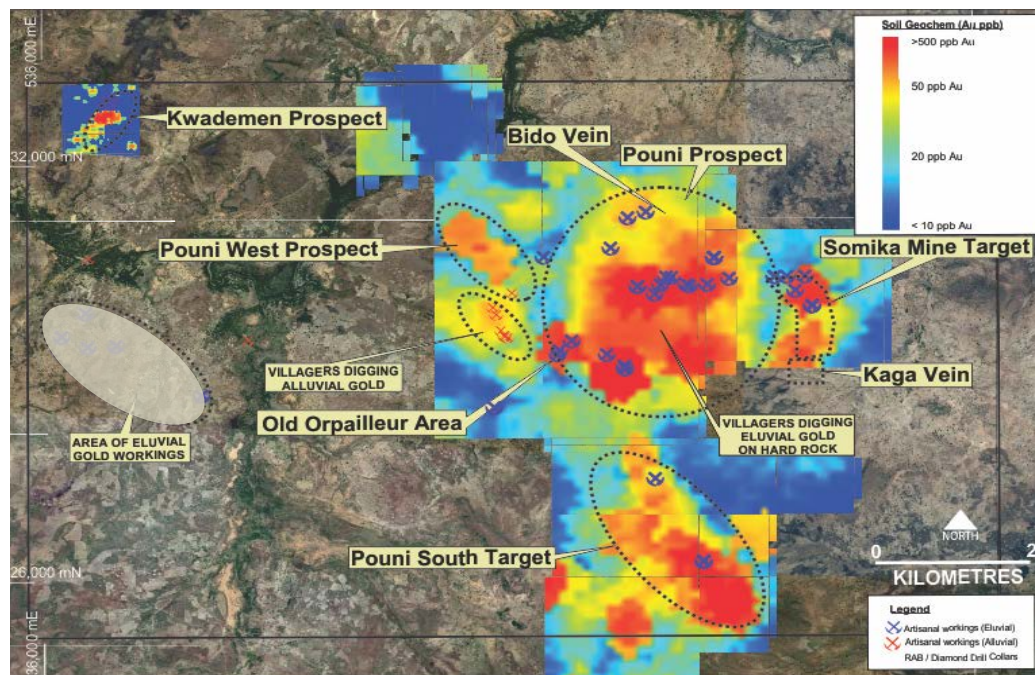 Soil Geochem (Au ppb)
>500 ppb Au
50 ppb Au
20 ppb Au
< 10 ppb Au
536,000 mE
Kwademen Prospect
32,000 mN
Bido Vein
Pouni Prospect
Pouni West Prospect
Somika Mine Target
VILLAGERS DIGGING
ALLUVIAL GOLD
Kaga Vein
Old Orpailleur Area
AREA OF ELUVIAL
GOLD WORKINGS
VILLAGERS DIGGING
ELUVIAL GOLD
ON HARD ROCK
Pouni South Target
NORTH
0 2
KILOMETRES
26,000 mN
36,000 mE
Legend
Artisanal workings (Eluvial)
Artisanal workings (Alluvial)
RAB / Diamond Drill Collars